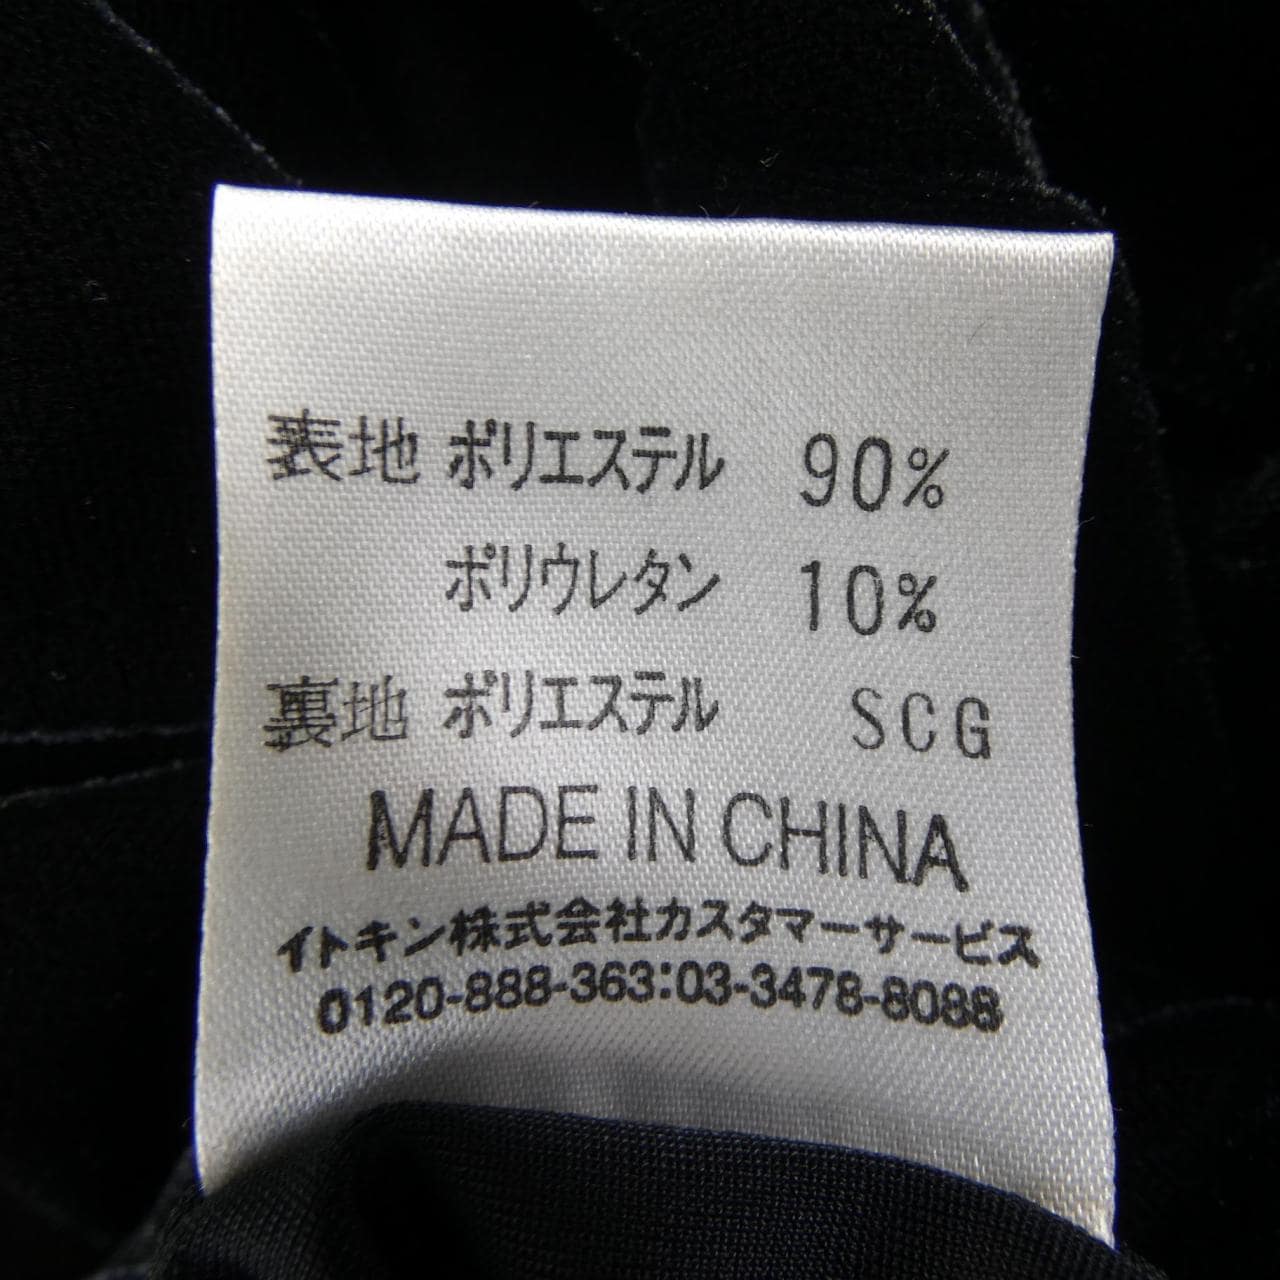 表地 ポリエステル 90%
ポリウレタン 10%
裏地 ポリエステル SCG
MADE IN CHINA
イトキン株式会社カスタマーサービス
0120-888-363:03-3478-8088